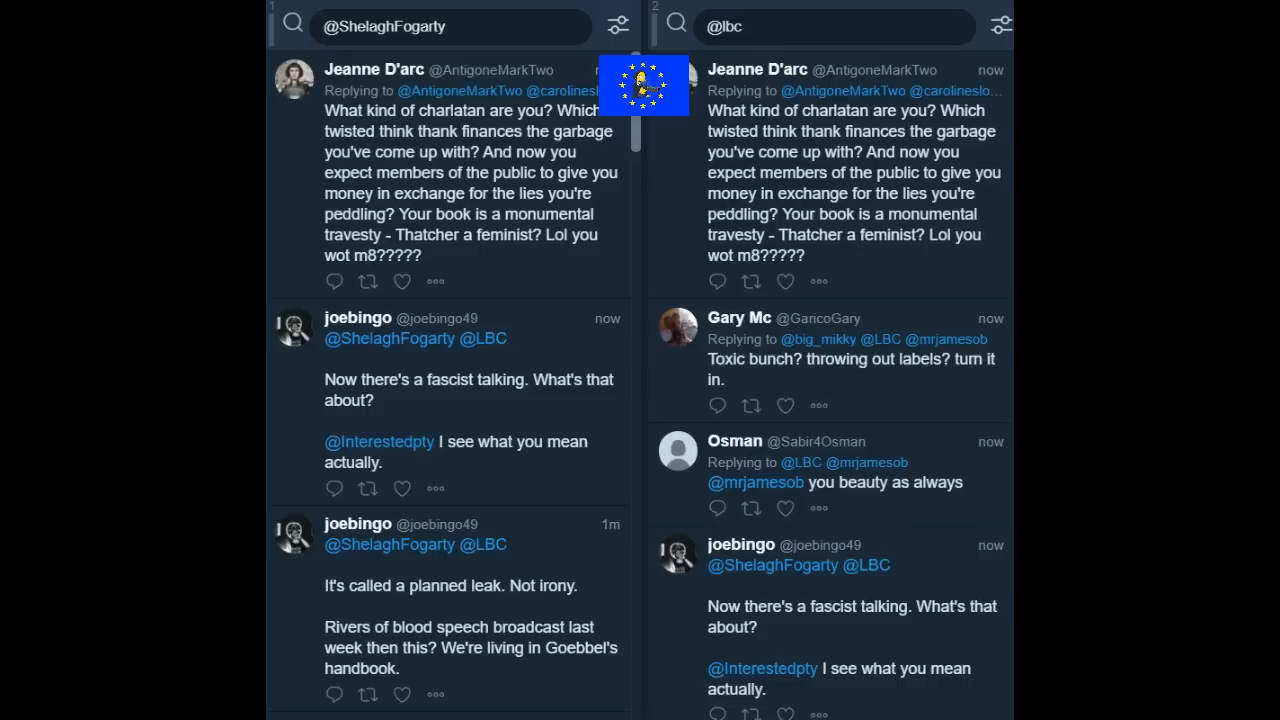 1
@ShelaghFogarty
Jeanne D'arc @AntigoneMarkTwo
Replying to @AntigoneMarkTwo @carolinesl
What kind of charlatan are you? Which
twisted think thank finances the garbage
you've come up with? And now you
expect members of the public to give you
money in exchange for the lies you're
peddling? Your book is a monumental
travesty - Thatcher a feminist? Lol you
wot m8?????
joebingo @joebingo49 now
@ShelaghFogarty @LBC
Now there's a fascist talking. What's that
about?
@Interestedpty I see what you mean
actually.
joebingo @joebingo49 1m
@ShelaghFogarty @LBC
It's called a planned leak. Not irony.
Rivers of blood speech broadcast last
week then this? We're living in Goebbel's
handbook.
2
@lbc
Jeanne D'arc @AntigoneMarkTwo now
Replying to @AntigoneMarkTwo @carolineslo...
What kind of charlatan are you? Which
twisted think thank finances the garbage
you've come up with? And now you
expect members of the public to give you
money in exchange for the lies you're
peddling? Your book is a monumental
travesty - Thatcher a feminist? Lol you
wot m8?????
Gary Mc @GaricoGary now
Replying to @big_mikky @LBC @mrjamesob
Toxic bunch? throwing out labels? turn it
in.
Osman @Sabir4Osman now
Replying to @LBC @mrjamesob
@mrjamesob you beauty as always
joebingo @joebingo49 now
@ShelaghFogarty @LBC
Now there's a fascist talking. What's that
about?
@Interestedpty I see what you mean
actually.